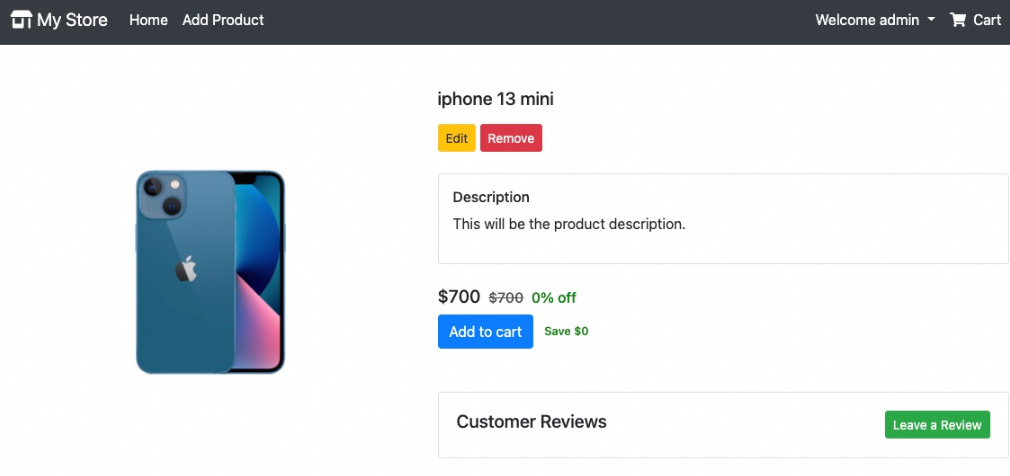 My Store Home Add Product Welcome admin Cart
iphone 13 mini
Edit Remove
Description
This will be the product description.
$700 $700 0% off
Add to cart Save $0
Customer Reviews Leave a Review